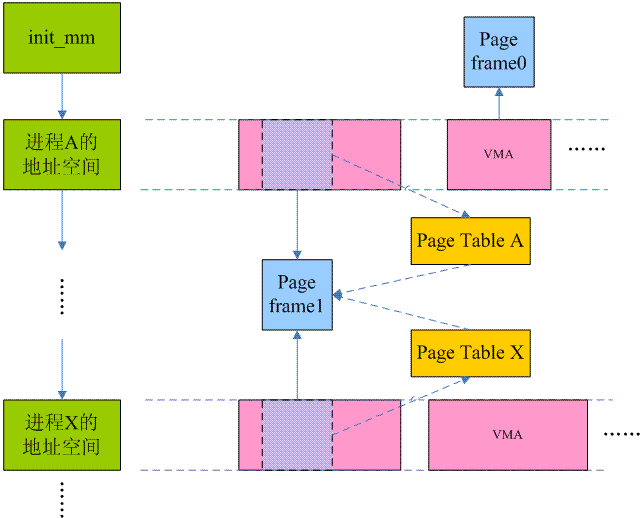 init_mm
Page
frame0
进程A的
地址空间
VMA
……
Page Table A
Page
frame1
……
Page Table X
进程X的
地址空间
VMA
……
……